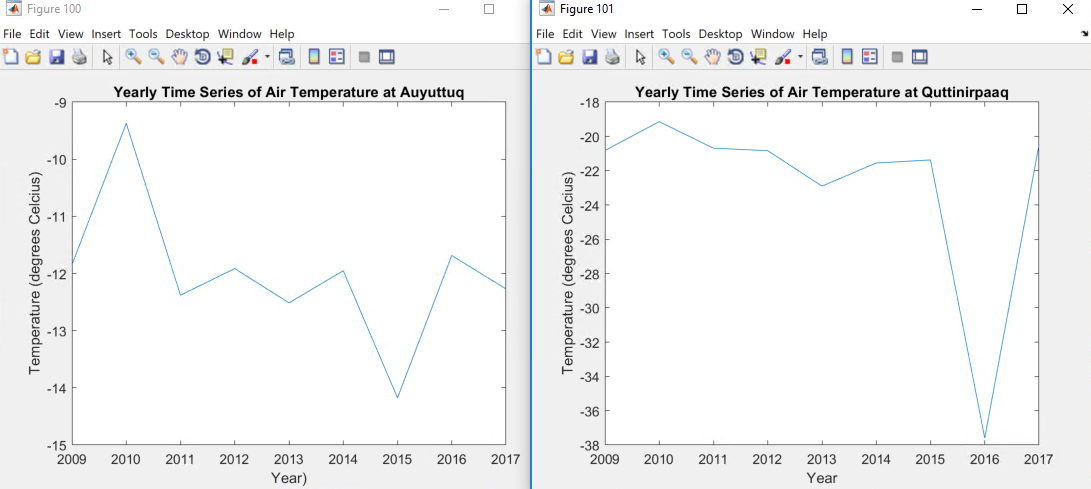 Figure 100
File Edit View Insert Tools Desktop Window Help
Yearly Time Series of Air Temperature at Auyuttuq
Temperature (degrees Celcius)
-9
-10
-11
-12
-13
-14
-15
2009 2010 2011 2012 2013 2014 2015 2016 2017
Year)
Figure 101
File Edit View Insert Tools Desktop Window Help
Yearly Time Series of Air Temperature at Quttinirpaaq
Temperature (degrees Celcius)
-18
-20
-22
-24
-26
-28
-30
-32
-34
-36
-38
2009 2010 2011 2012 2013 2014 2015 2016 2017
Year